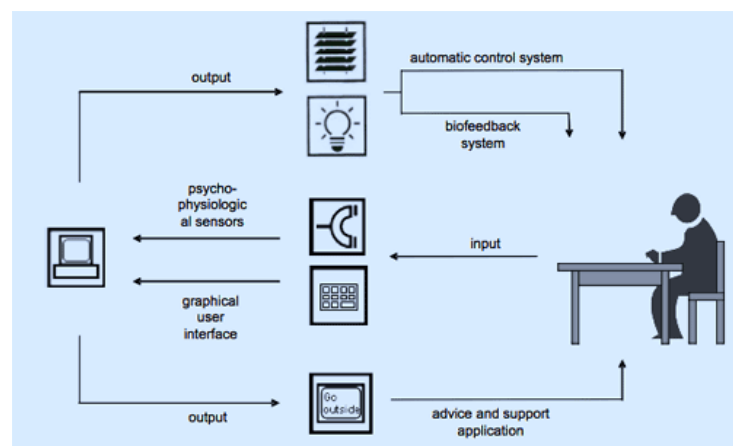 automatic control system
output
biofeedback
system
psycho-
physiologic
al sensors
input
graphical
user
interface
Go
outside
output
advice and support
application